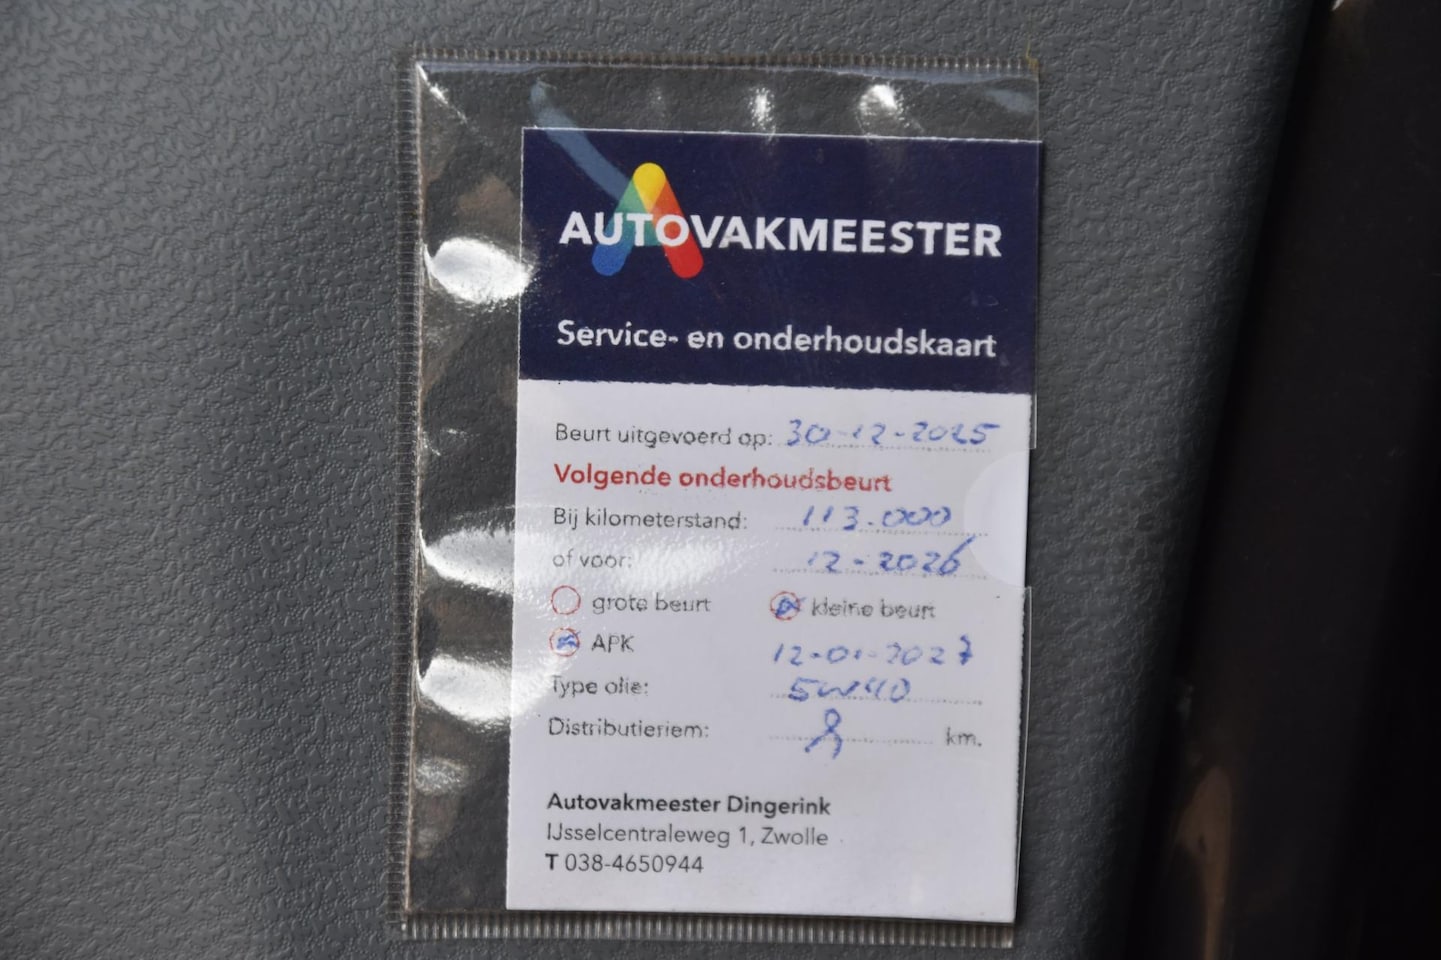 AUTOVAKMEESTER
Service- en onderhoudskaart
Beurt uitgevoerd op: 30-12-2025
Volgende onderhoudsbeurt
Bij kilometerstand: 113.000
of voor: 12-2026
grote beurt kleine beurt
APK 12-01-2027
Type olie: 5W40
Distributieriem: km.
Autovakmeester Dingerink
IJsselcentraleweg 1, Zwolle
T 038-4650944